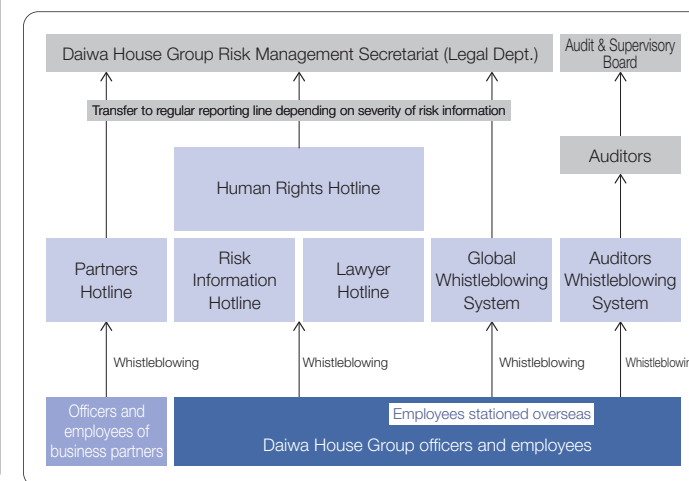 Daiwa House Group Risk Management Secretariat (Legal Dept.)
Audit & Supervisory
Board
Transfer to regular reporting line depending on severity of risk information
Auditors
Human Rights Hotline
Partners
Hotline
Risk
Information
Hotline
Lawyer
Hotline
Global
Whistleblowing
System
Auditors
Whistleblowing
System
Whistleblowing
Whistleblowing
Whistleblowing
Whistleblowin
Officers and
employees of
business partners
Employees stationed overseas
Daiwa House Group officers and employees